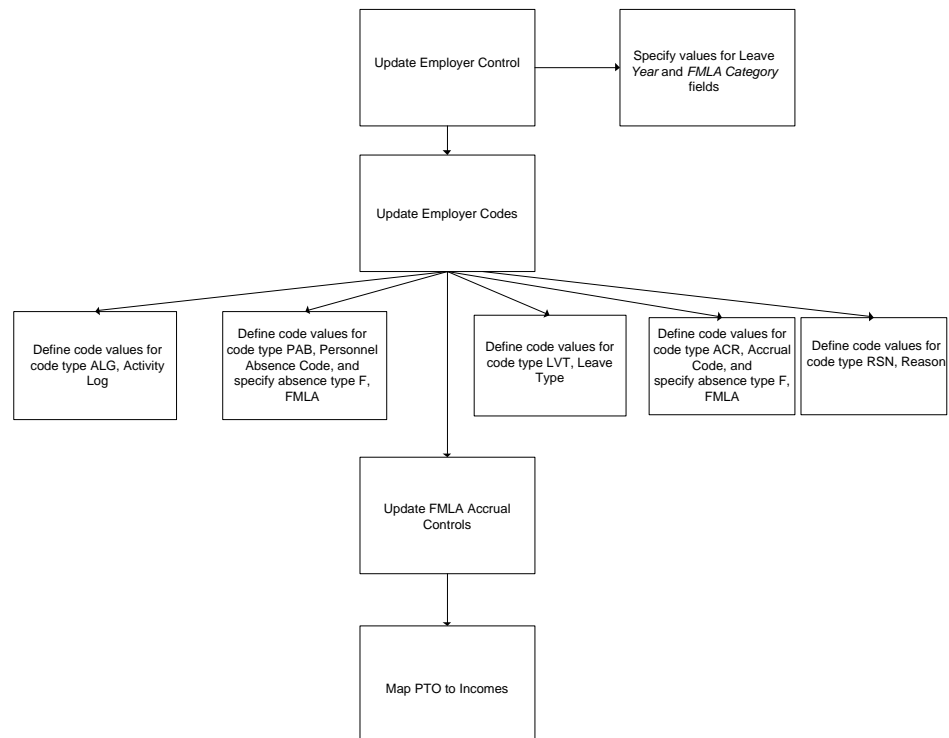 Update Employer Control
Specify values for Leave
Year and FMLA Category
fields
Update Employer Codes
Define code values for
code type ALG, Activity
Log
Define code values for
code type PAB, Personnel
Absence Code, and
specify absence type F,
FMLA
Define code values for
code type LVT, Leave
Type
Define code values for
code type ACR, Accrual
Code, and
specify absence type F,
FMLA
Define code values for
code type RSN, Reason
Update FMLA Accrual
Controls
Map PTO to Incomes